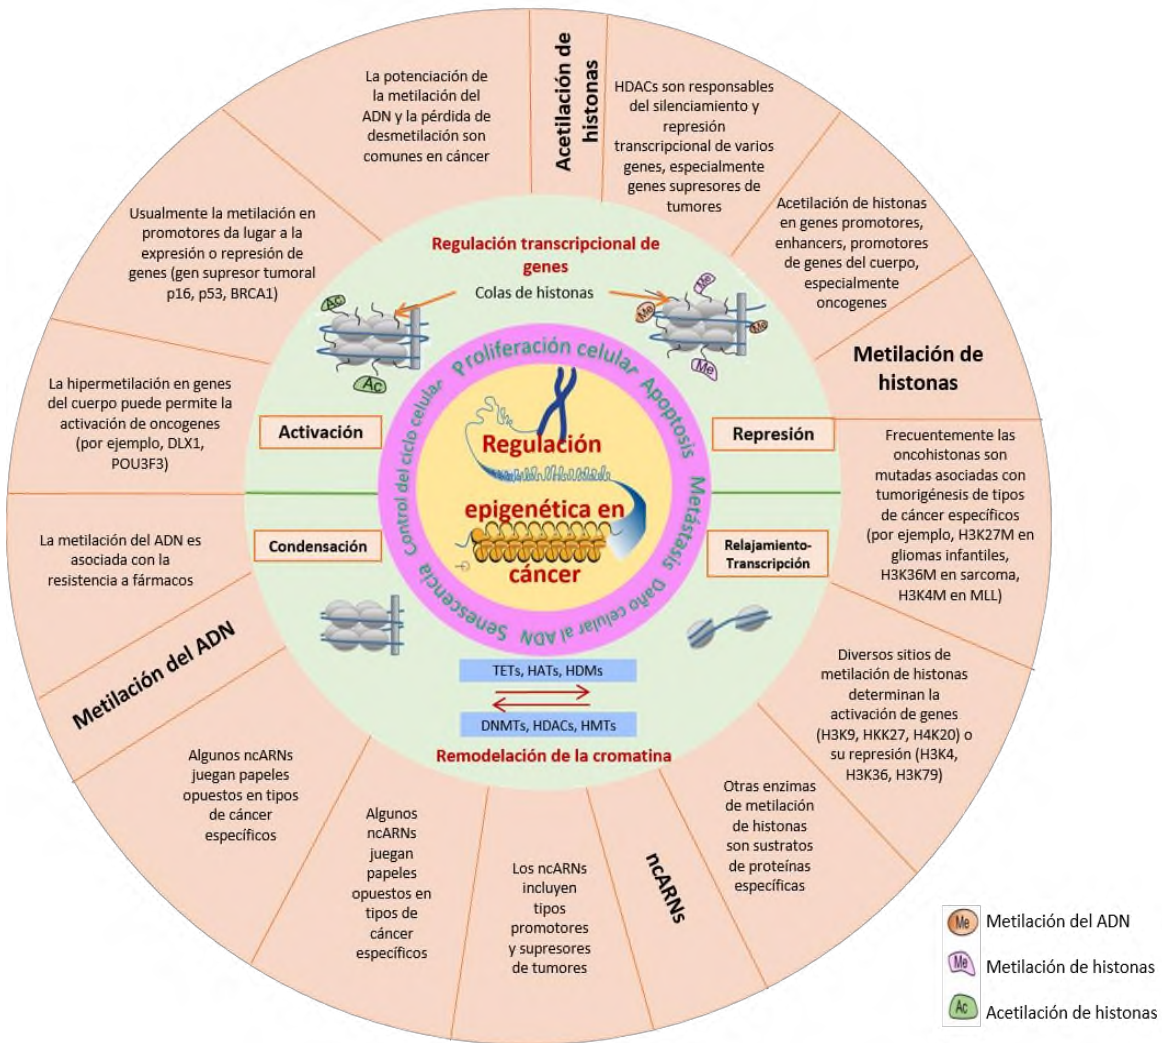 La potenciación de
la metilación del
ADN y la pérdida de
desmetilación son
comunes en cáncer
Acetilación de
histonas
HDACs son responsables
del silenciamiento y
represión
transcripcional de varios
genes, especialmente
genes supresores de
tumores
Acetilación de histonas
en genes promotores,
enhancers, promotores
de genes del cuerpo,
especialmente
oncogenes
Metilación de
histonas
Frecuentemente las
oncohistonas son
mutadas asociadas con
tumorigénesis de tipos
de cáncer específicos
(por ejemplo, H3K27M en
gliomas infantiles,
H3K36M en sarcoma,
H3K4M en MLL)
Diversos sitios de
metilación de histonas
determinan la
activación de genes
(H3K9, HKK27, H4K20) o
su represión (H3K4,
H3K36, H3K79)
Otras enzimas
de metilación
de histonas
son sustratos
de proteínas
específicas
ncARNs
Los ncARNs
incluyen
tipos
promotores
y supresores
de tumores
Algunos
ncARNs
juegan
papeles
opuestos en
tipos de
cáncer
específicos
Algunos ncARNs
juegan papeles
opuestos en tipos
de cáncer
específicos
Metilación del ADN
La metilación del ADN es
asociada con la
resistencia a fármacos
La hipermetilación en genes
del cuerpo puede permite la
activación de oncogenes
(por ejemplo, DLX1,
POU3F3)
Usualmente la metilación en
promotores da lugar a la
expresión o represión de
genes (gen supresor tumoral
p16, p53, BRCA1)
Regulación transcripcional de
genes
Colas de histonas
Ac
Ac
Me
Me
Me
Me
Activación
Represión
Condensación
Relajamiento-
Transcripción
Proliferación celular
Apoptosis
Metástasis
Daño celular al ADN
Senescencia
Control del ciclo celular
Regulación
epigenética en
cáncer
TETs, HATs, HDMs
DNMTs, HDACs, HMTs
Remodelación de la cromatina
Me Metilación del ADN
Me Metilación de histonas
Ac Acetilación de histonas